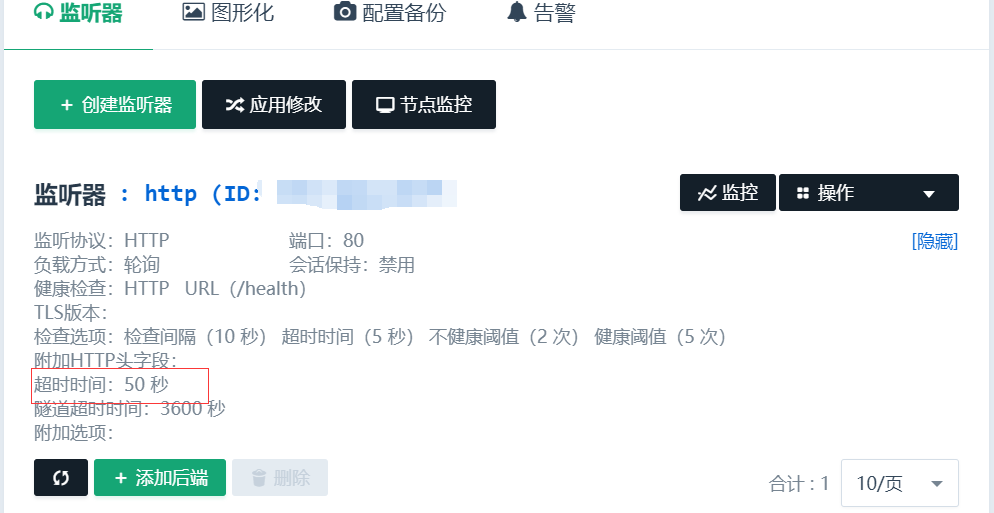 监听器 图形化 配置备份 告警
+ 创建监听器 应用修改 节点监控
监听器 : http (ID: 监控 操作
监听协议：HTTP 端口：80 [隐藏]
负载方式：轮询 会话保持：禁用
健康检查：HTTP URL（/health）
TLS版本：
检查选项：检查间隔（10 秒） 超时时间（5 秒） 不健康阈值（2 次） 健康阈值（5 次）
附加HTTP头字段：
超时时间：50 秒
隧道超时时间：3600 秒
附加选项：
+ 添加后端 删除 合计 : 1 10/页